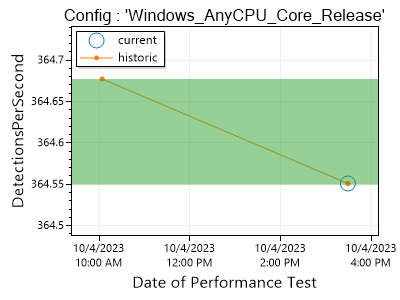 Config : 'Windows_AnyCPU_Core_Release'
current
historic
DetectionsPerSecond
364.7
364.65
364.6
364.55
364.5
10/4/2023 10/4/2023 10/4/2023 10/4/2023
10:00 AM 12:00 PM 2:00 PM 4:00 PM
Date of Performance Test